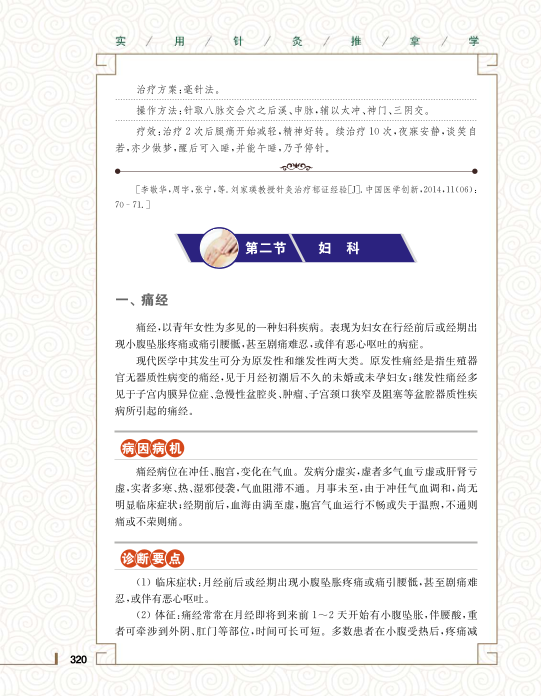 实 / 用 / 针 / 灸 / 推 / 拿 / 学
治疗方案:毫针法。
操作方法:针取八脉交会穴之后溪、申脉,辅以太冲、神门、三阴交。
疗效:治疗 2 次后腿痛开始减轻,精神好转。续治疗 10 次,夜寐安静,谈笑自
若,亦少做梦,醒后可入睡,并能午睡,乃予停针。
[李敏华,周宇,张宁,等。刘家瑛教授针灸治疗郁证经验[J]. 中国医学创新,2014,11(06):
70-71.]
第二节 妇 科
一、痛经
痛经,以青年女性为多见的一种妇科疾病。表现为妇女在行经前后或经期出
现小腹坠胀疼痛或痛引腰骶,甚至剧痛难忍,或伴有恶心呕吐的病症。
现代医学中其发生可分为原发性和继发性两大类。原发性痛经是指生殖器
官无器质性病变的痛经,见于月经初潮后不久的未婚或未孕妇女;继发性痛经多
见于子宫内膜异位症、急慢性盆腔炎、肿瘤、子宫颈口狭窄及阻塞等盆腔器质性疾
病所引起的痛经。
病因病机
痛经病位在冲任、胞宫,变化在气血。发病分虚实,虚者多气血亏虚或肝肾亏
虚,实者多寒、热、湿邪侵袭,气血阻滞不通。月事未至,由于冲任气血调和,尚无
明显临床症状;经期前后,血海由满至虚,胞宫气血运行不畅或失于温煦,不通则
痛或不荣则痛。
诊断要点
(1) 临床症状:月经前后或经期出现小腹坠胀疼痛或痛引腰骶,甚至剧痛难
忍,或伴有恶心呕吐。
(2) 体征:痛经常常在月经即将到来前 1~2 天开始有小腹坠胀,伴腰酸,重
者可牵涉到外阴、肛门等部位,时间可长可短。多数患者在小腹受热后,疼痛减
320